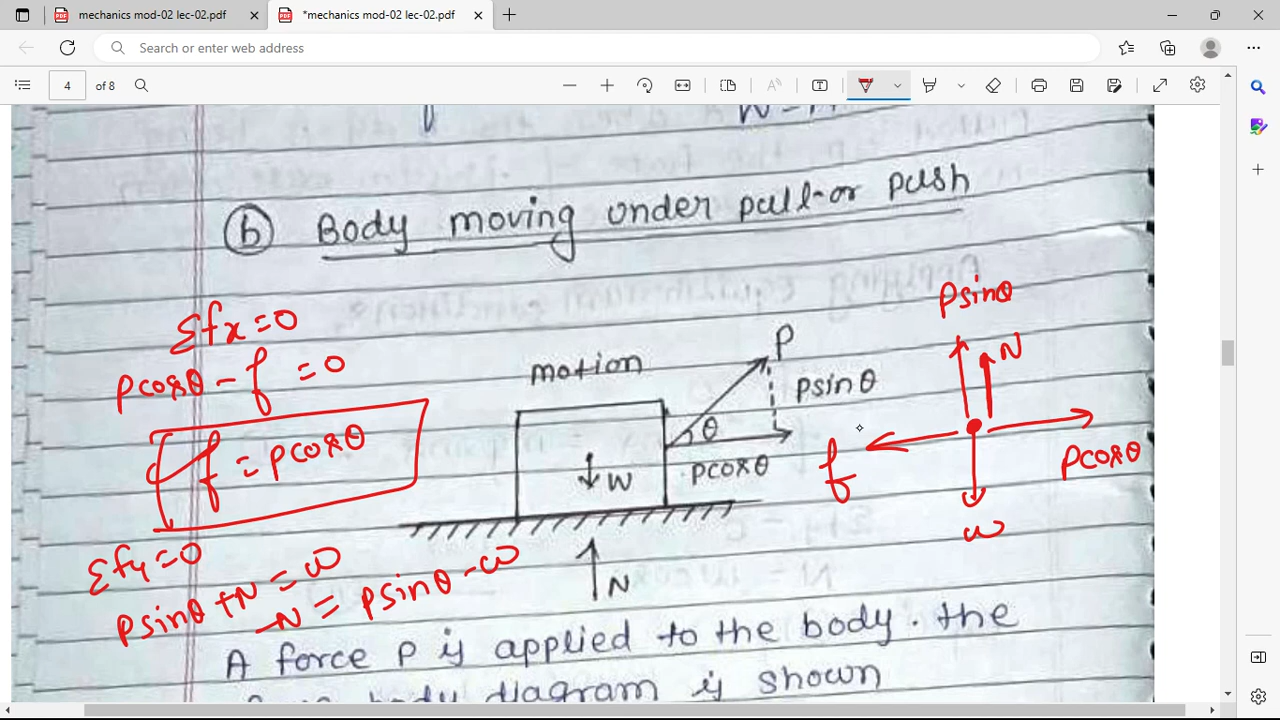 mechanics mod-02 lec-02.pdf
*mechanics mod-02 lec-02.pdf
Search or enter web address
4 of 8
ⓑ Body moving under pull-or push
Σfx=0
Pcosθ - f = 0
f = Pcosθ
Σfy=0
Psinθ + N = W
-N = Psinθ - W
motion
P
Psinθ
θ
Pcosθ
↓W
↑N
Psinθ
N
f
Pcosθ
W
A force P is applied to the body. the
body diagram is shown